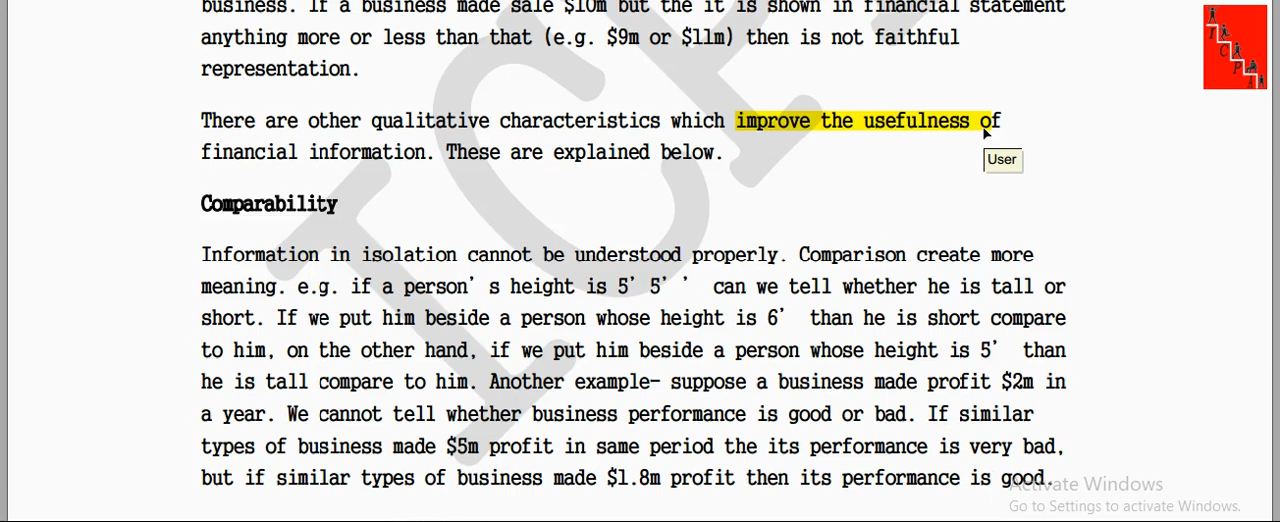 business. If a business made sale $10m but the it is shown in financial statement
anything more or less than that (e.g. $9m or $11m) then is not faithful
representation.
There are other qualitative characteristics which improve the usefulness of
financial information. These are explained below.
User
Comparability
Information in isolation cannot be understood properly. Comparison create more
meaning. e.g. if a person’s height is 5’ 5’’ can we tell whether he is tall or
short. If we put him beside a person whose height is 6’ than he is short compare
to him, on the other hand, if we put him beside a person whose height is 5’ than
he is tall compare to him. Another example- suppose a business made profit $2m in
a year. We cannot tell whether business performance is good or bad. If similar
types of business made $5m profit in same period the its performance is very bad,
but if similar types of business made $1.8m profit then its performance is good.
Activate Windows
Go to Settings to activate Windows.
I
C
P
A